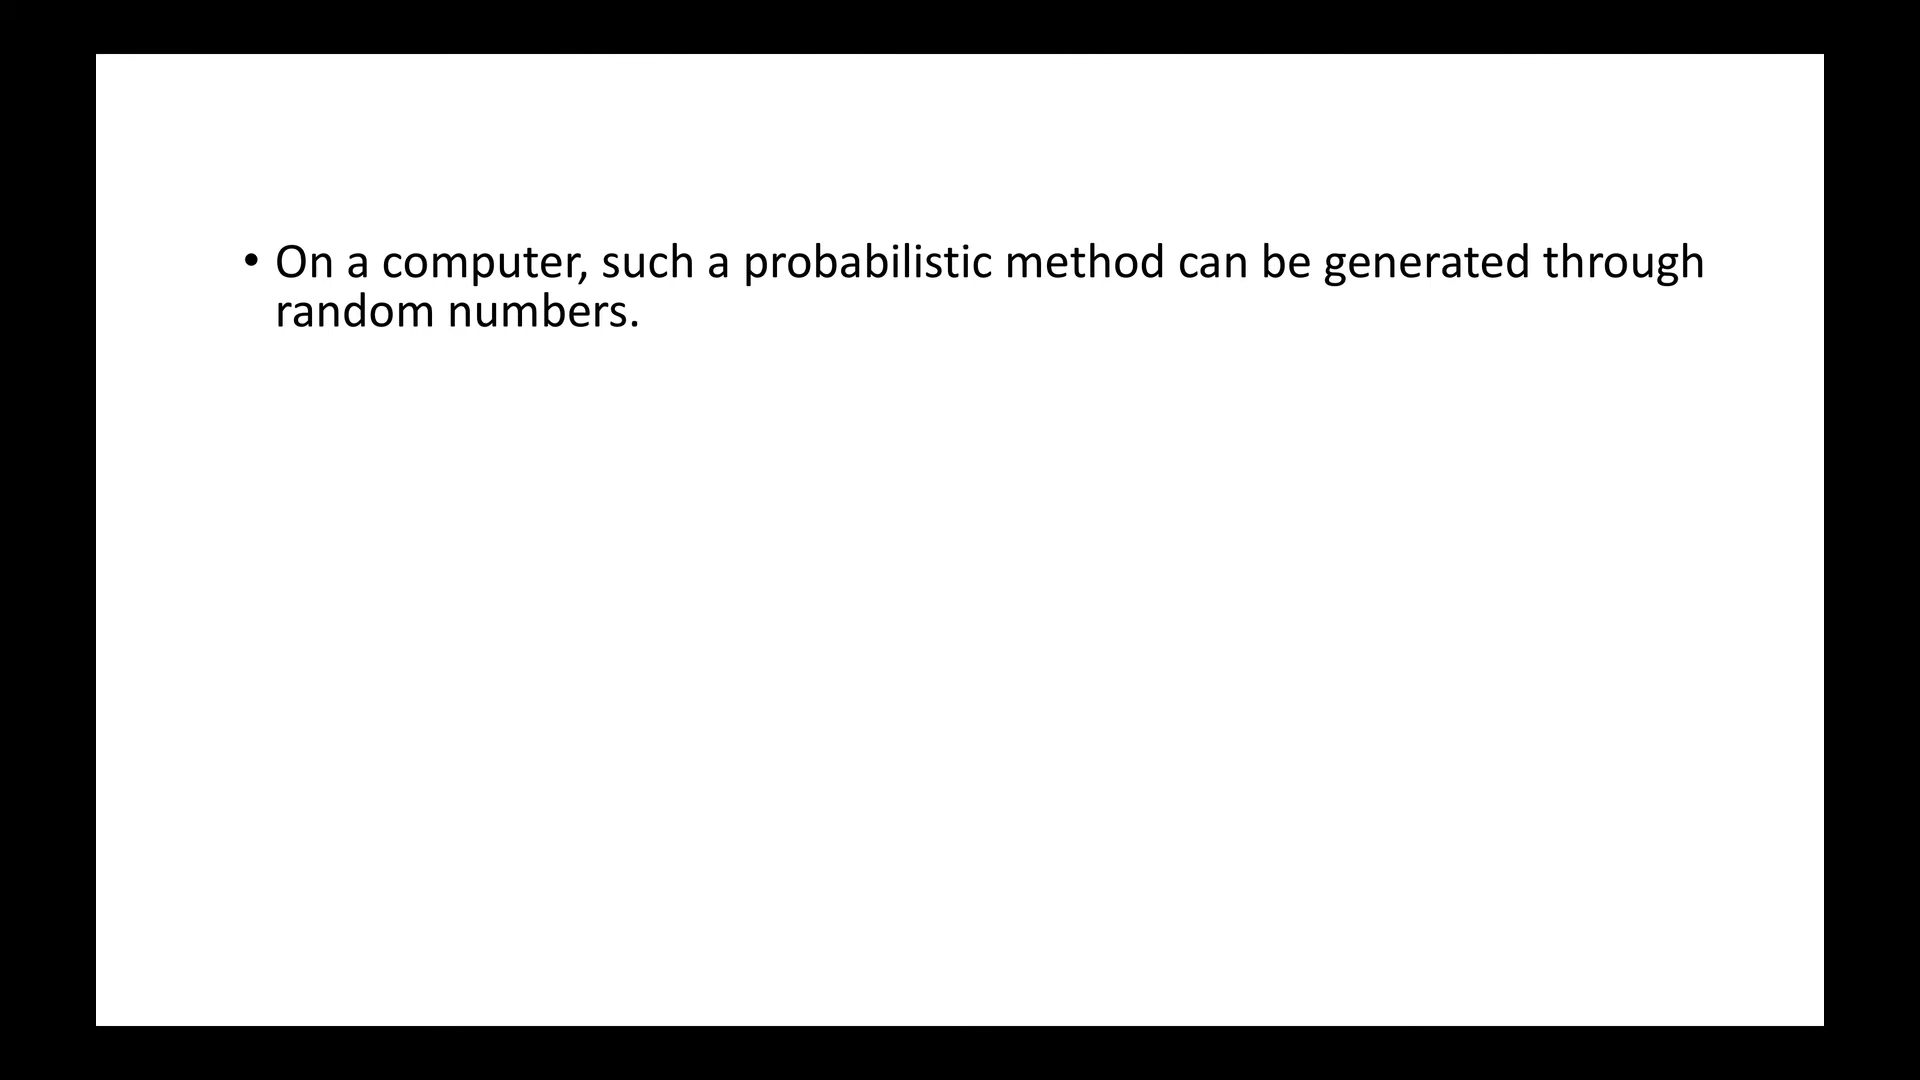 • On a computer, such a probabilistic method can be generated through
random numbers.